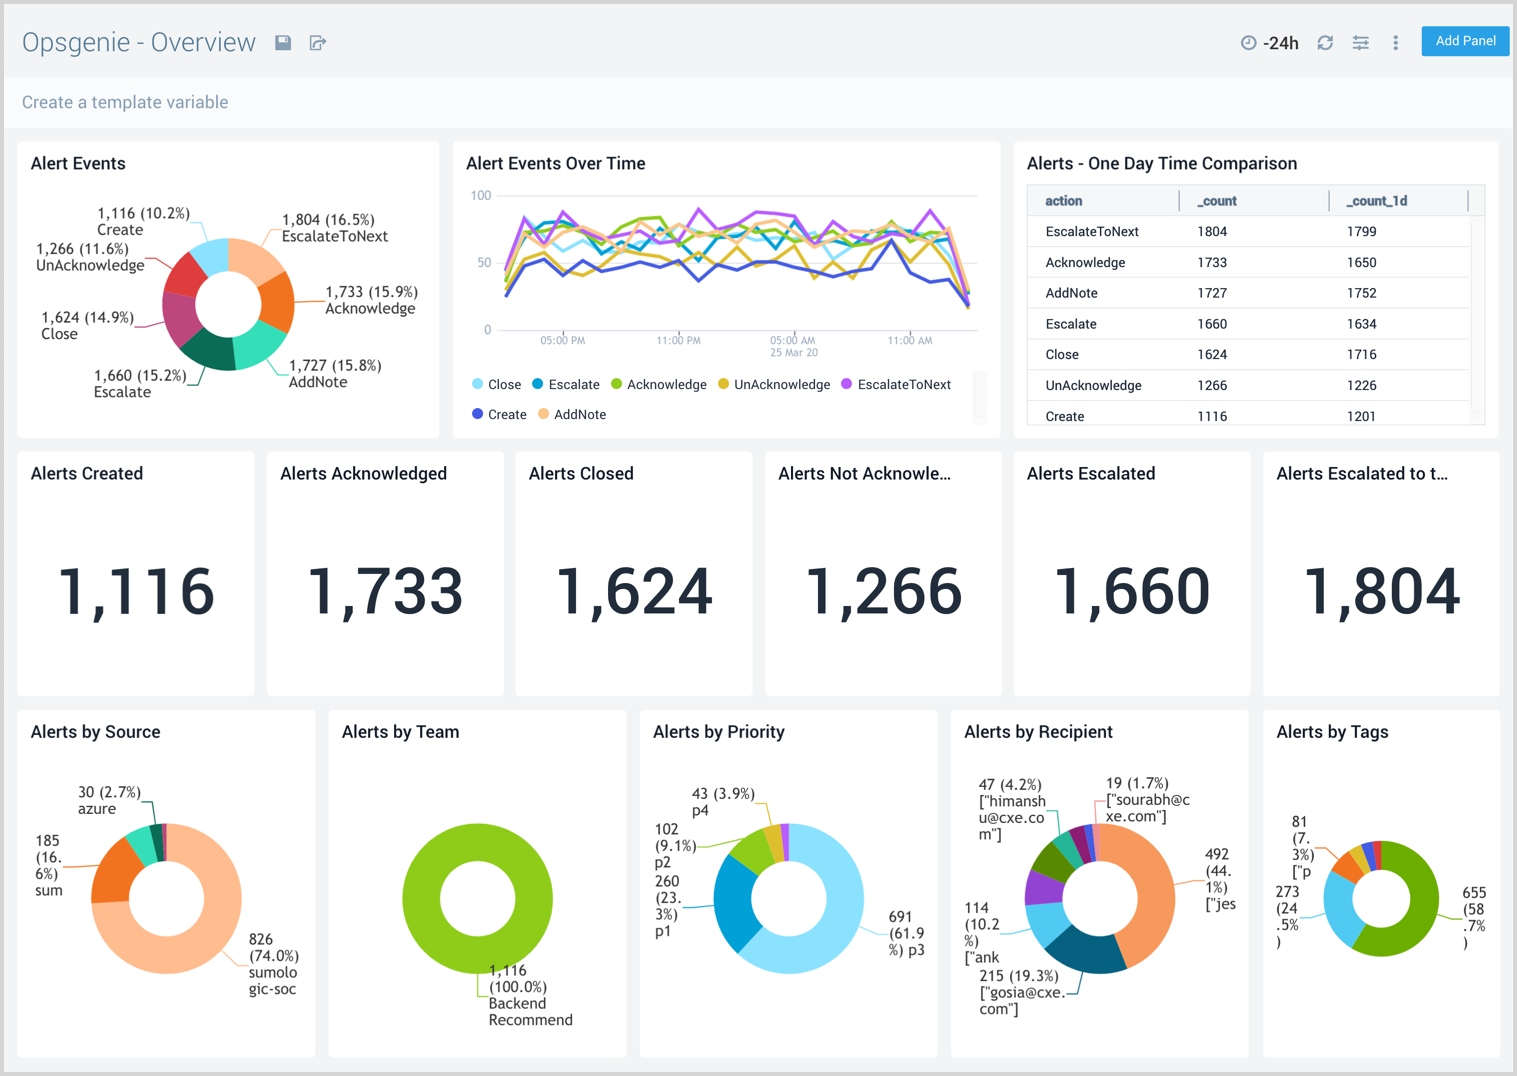 Opsgenie - Overview
-24h
Add Panel
Create a template variable
Alert Events
1,116 (10.2%)
Create
1,804 (16.5%)
EscalateToNext
1,266 (11.6%)
UnAcknowledge
1,733 (15.9%)
Acknowledge
1,624 (14.9%)
Close
1,727 (15.8%)
AddNote
1,660 (15.2%)
Escalate
Alert Events Over Time
100
50
0
05:00 PM
11:00 PM
05:00 AM
25 Mar 20
11:00 AM
Close
Escalate
Acknowledge
UnAcknowledge
EscalateToNext
Create
AddNote
Alerts - One Day Time Comparison
action _count _count_1d
EscalateToNext 1804 1799
Acknowledge 1733 1650
AddNote 1727 1752
Escalate 1660 1634
Close 1624 1716
UnAcknowledge 1266 1226
Create 1116 1201
Alerts Created
1,116
Alerts Acknowledged
1,733
Alerts Closed
1,624
Alerts Not Acknowle...
1,266
Alerts Escalated
1,660
Alerts Escalated to t...
1,804
Alerts by Source
30 (2.7%)
azure
185
(16.
6%)
sum
826
(74.0%)
sumolo
gic-soc
Alerts by Team
1,116
(100.0%)
Backend
Recommend
Alerts by Priority
43 (3.9%)
p4
102
(9.1%)
p2
260
(23.
3%)
p1
691
(61.9
%) p3
Alerts by Recipient
47 (4.2%)
["himansh
u@cxe.co
m"]
19 (1.7%)
["sourabh@c
xe.com"]
492
(44.
1%)
["jes
114
(10.2
%)
["ank
215 (19.3%)
["gosia@cxe.
com"]
Alerts by Tags
81
(7.
3%)
["p
273
(24
.5%
)
655
(58
.7%
)